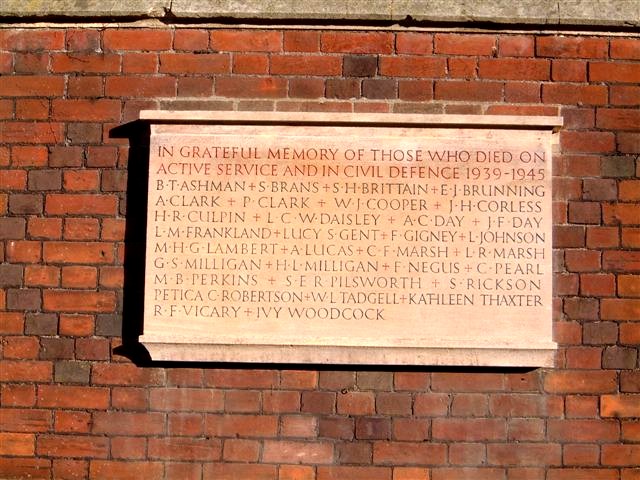 IN GRATEFUL MEMORY OF THOSE WHO DIED ON
ACTIVE SERVICE AND IN CIVIL DEFENCE 1939-1945
B·T·ASHMAN+S·BRANS+S·H·BRITTAIN+E·J·BRUNNING
A·CLARK + P·CLARK + W·J·COOPER + J·H·CORLESS
H·R·CULPIN + L·C·W·DAISLEY + A·C·DAY + J·F·DAY
L·M·FRANKLAND+LUCY S·GENT+F·GIGNEY+L·JOHNSON
M·H·G·LAMBERT+A·LUCAS+C·F·MARSH+L·R·MARSH
G·S·MILLIGAN+H·L·MILLIGAN+F·NEGUS+C·PEARL
M·B·PERKINS + S·E·R·PILSWORTH + S·RICKSON
PETICA C·ROBERTSON+W·L·TADGELL+KATHLEEN THAXTER
R·F·VICARY+IVY WOODCOCK